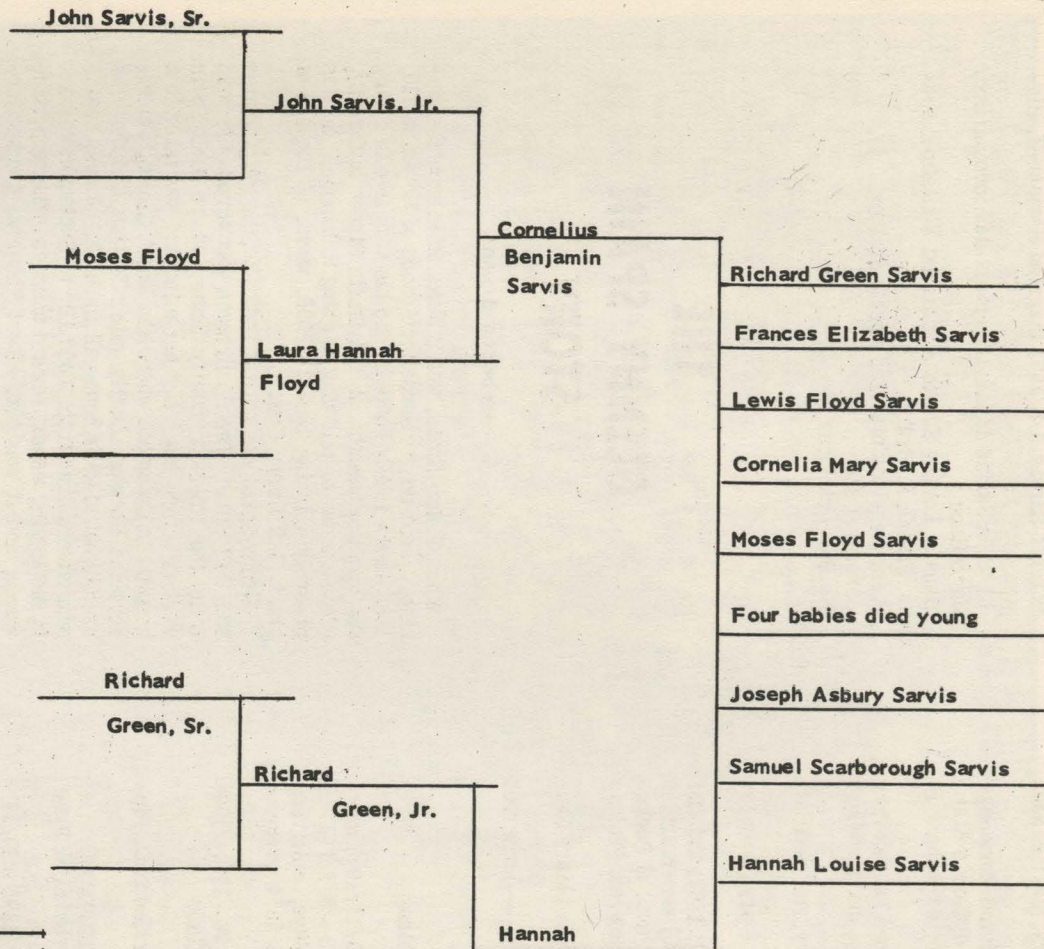 John Sarvis, Sr.
John Sarvis, Jr.
Moses Floyd
Laura Hannah
Floyd
Cornelius
Benjamin
Sarvis
Richard Green Sarvis
Frances Elizabeth Sarvis
Lewis Floyd Sarvis
Cornelia Mary Sarvis
Moses Floyd Sarvis
Four babies died young
Joseph Asbury Sarvis
Samuel Scarborough Sarvis
Hannah Louise Sarvis
Richard
Green, Sr.
Richard
Green, Jr.
Hannah